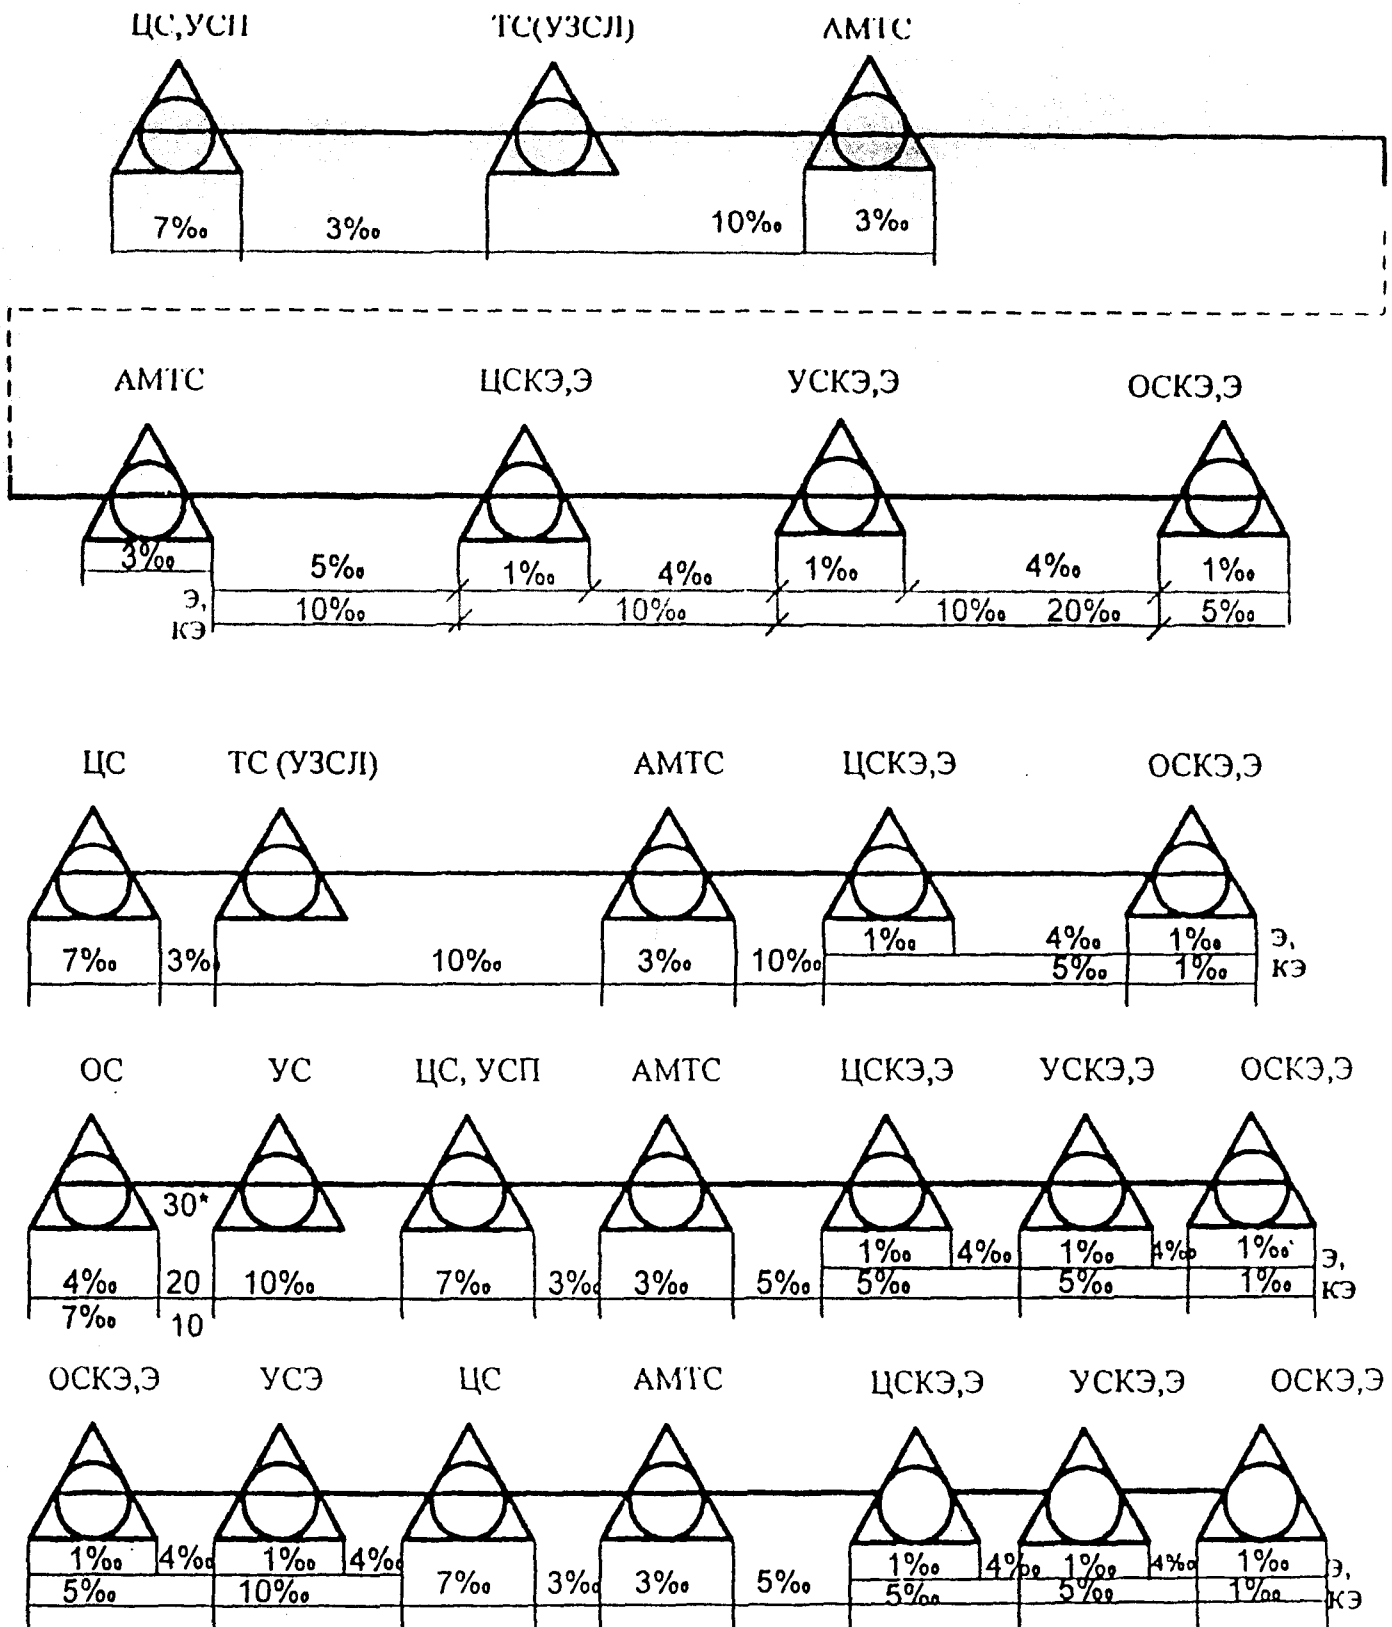 ЦС,УСП ТС(УЗСЛ) АМТС
7‰ 3‰ 10‰ 3‰
АМТС ЦСКЭ,Э УСКЭ,Э ОСКЭ,Э
3‰ 5‰ 1‰ 4‰ 1‰ 4‰ 1‰
Э, 10‰ 10‰ 10‰ 20‰ 5‰
КЭ
ЦС ТС (УЗСЛ) АМТС ЦСКЭ,Э ОСКЭ,Э
1‰ 4‰ 1‰ Э,
7‰ 3‰ 10‰ 3‰ 10‰ 5‰ 1‰ КЭ
ОС УС ЦС, УСП АМТС ЦСКЭ,Э УСКЭ,Э ОСКЭ,Э
30*
1‰ 4‰ 1‰ 4‰ 1‰ Э,
4‰ 20 10‰ 7‰ 3‰ 3‰ 5‰ 5‰ 5‰ 1‰ КЭ
7‰ 10
ОСКЭ,Э УСЭ ЦС АМТС ЦСКЭ,Э УСКЭ,Э ОСКЭ,Э
1‰ 4‰ 1‰ 4‰ 1‰ 4‰ 1‰ 4‰ 1‰ Э,
5‰ 10‰ 7‰ 3‰ 3‰ 5‰ 5‰ 5‰ 1‰ КЭ